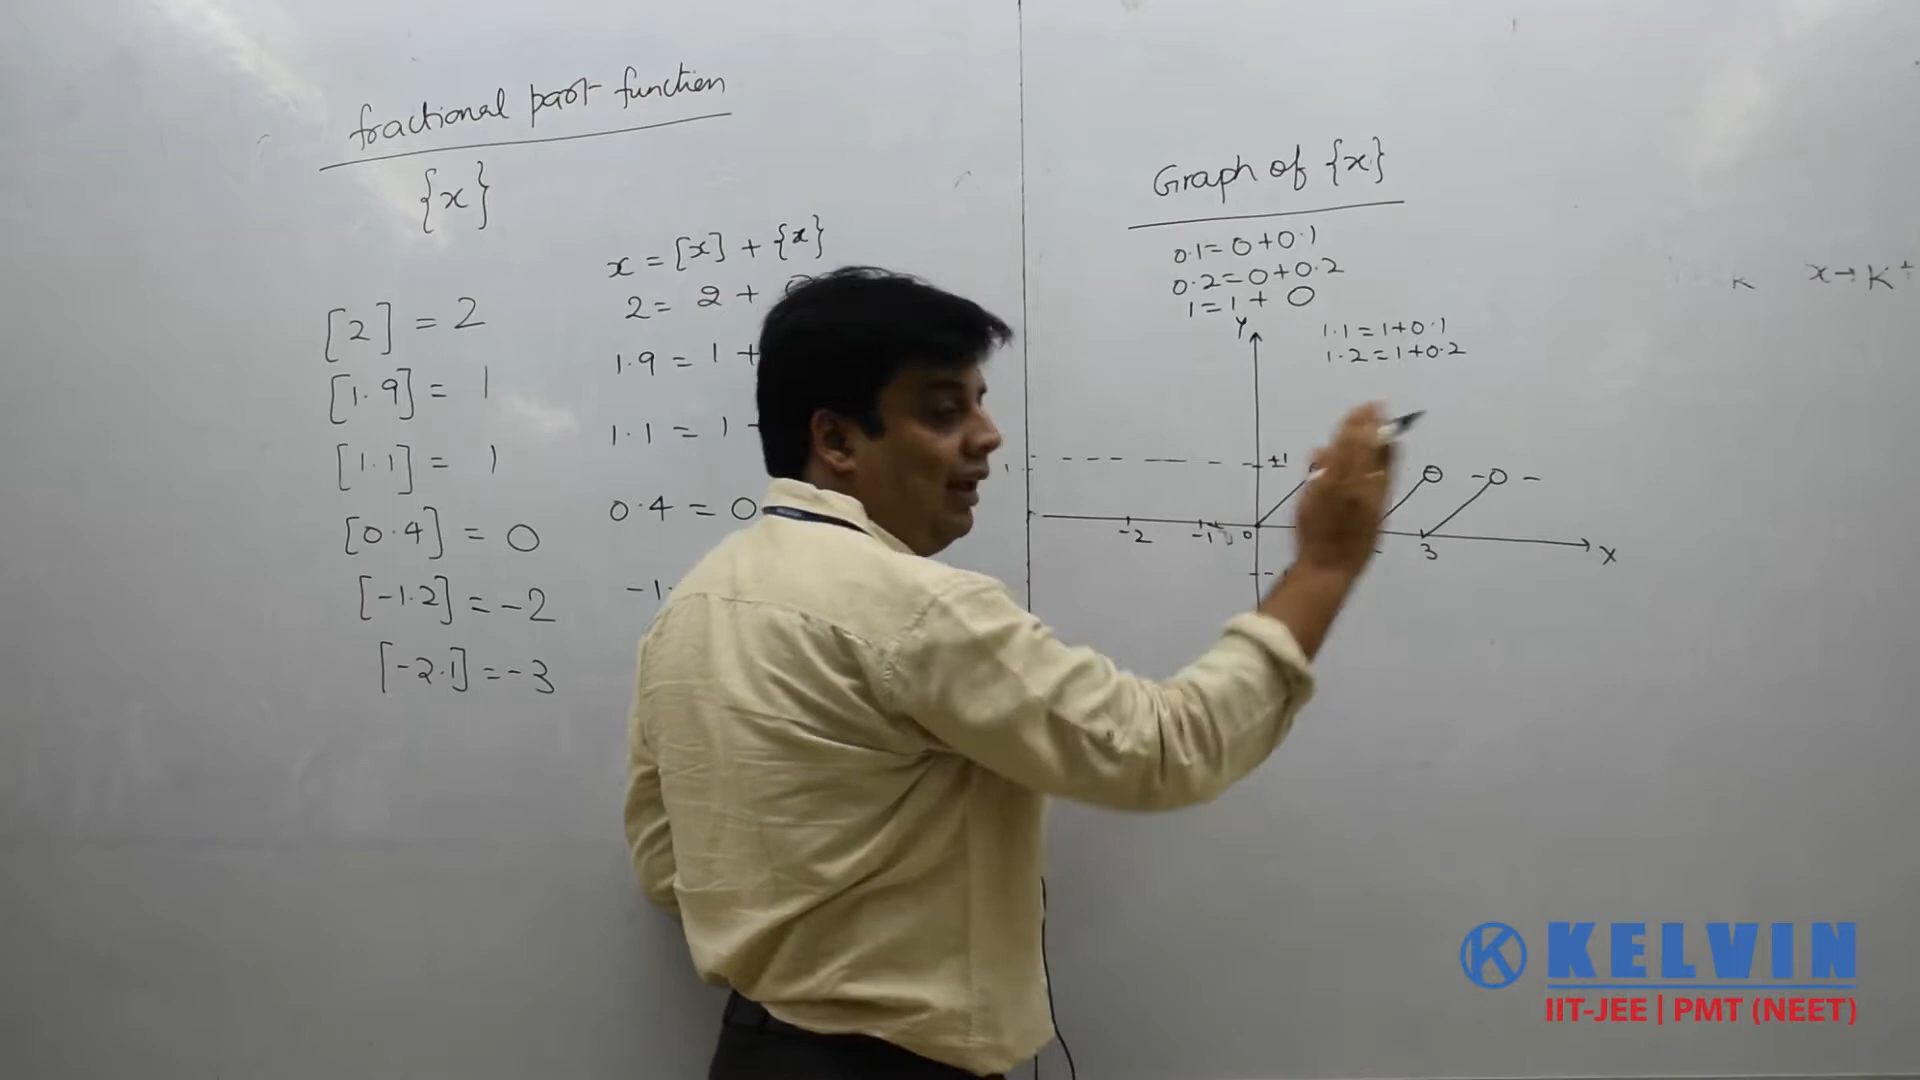 fractional part function
{x}
[2] = 2
[1.9] = 1
[1.1] = 1
[0.4] = 0
[-1.2] = -2
[-2.1] = -3
x = [x] + {x}
2 = 2 +
1.9 = 1 +
1.1 = 1
0.4 = 0
-1.
Graph of {x}
0.1 = 0 + 0.1
0.2 = 0 + 0.2
1 = 1 + 0
1.1 = 1 + 0.1
1.2 = 1 + 0.2
Y
+1
-2 -1 0 3 X
K x → K+
KELVIN
IIT-JEE | PMT (NEET)